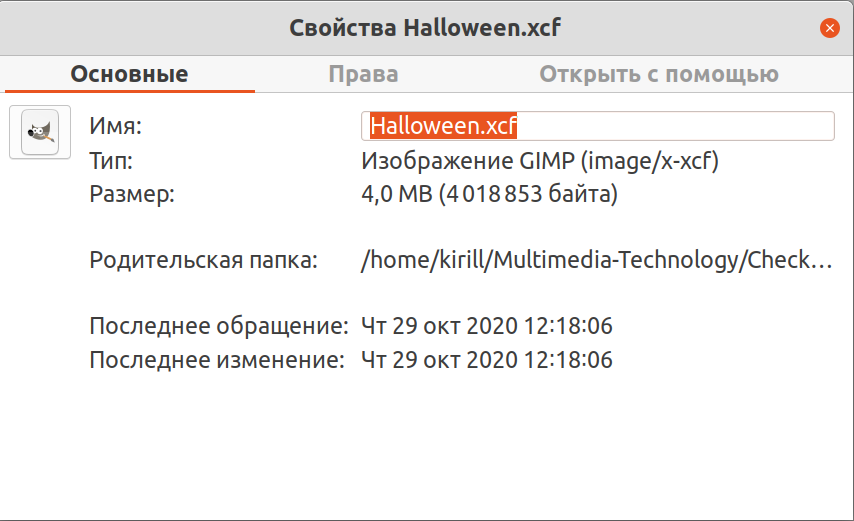 Свойства Halloween.xcf
Основные Права Открыть с помощью
Имя: Halloween.xcf
Тип: Изображение GIMP (image/x-xcf)
Размер: 4,0 MB (4 018 853 байта)
Родительская папка: /home/kirill/Multimedia-Technology/Check…
Последнее обращение: Чт 29 окт 2020 12:18:06
Последнее изменение: Чт 29 окт 2020 12:18:06